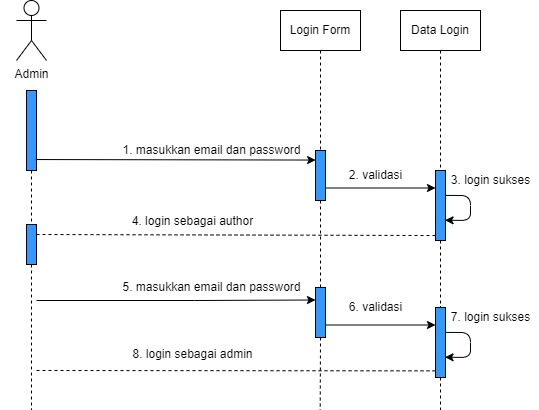 Login Form
Data Login
Admin
1. masukkan email dan password
2. validasi
3. login sukses
4. login sebagai author
5. masukkan email dan password
6. validasi
7. login sukses
8. login sebagai admin